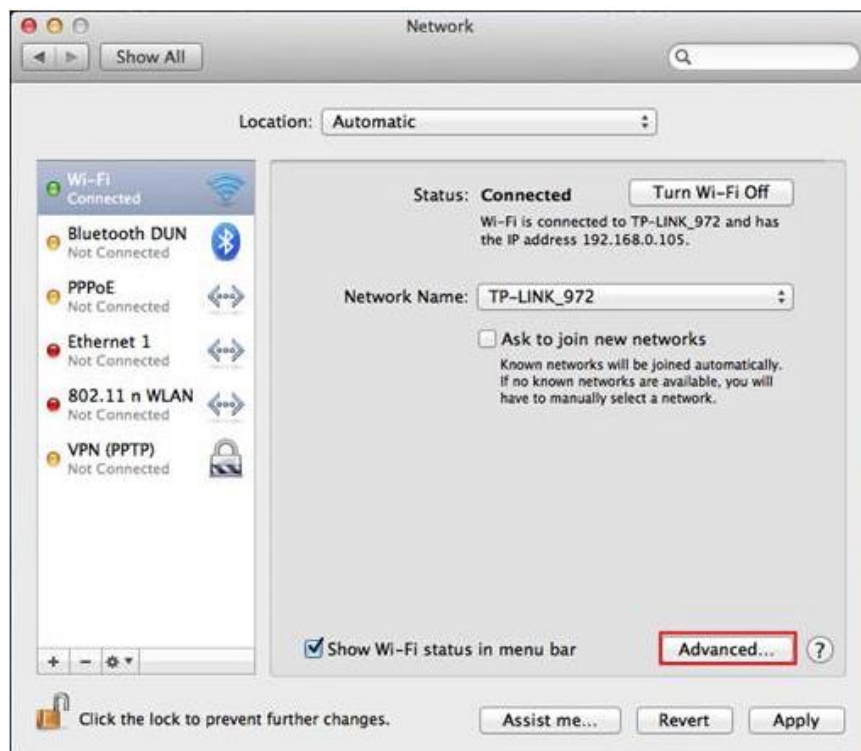 Network
Show All
Location: Automatic
Wi-Fi
Connected
Bluetooth DUN
Not Connected
PPPoE
Not Connected
Ethernet 1
Not Connected
802.11 n WLAN
Not Connected
VPN (PPTP)
Not Connected
Status: Connected Turn Wi-Fi Off
Wi-Fi is connected to TP-LINK_972 and has
the IP address 192.168.0.105.
Network Name: TP-LINK_972
Ask to join new networks
Known networks will be joined automatically.
If no known networks are available, you will
have to manually select a network.
Show Wi-Fi status in menu bar Advanced... ?
+ −
Click the lock to prevent further changes. Assist me... Revert Apply